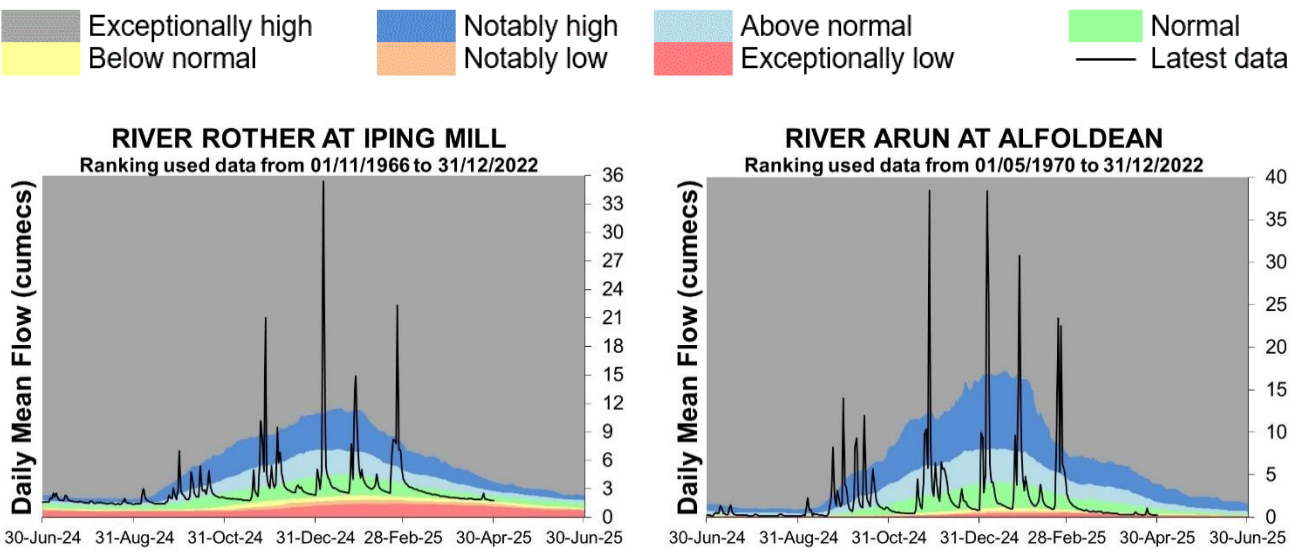 Exceptionally high Notably high Above normal Normal
Below normal Notably low Exceptionally low Latest data
RIVER ROTHER AT IPING MILL
Ranking used data from 01/11/1966 to 31/12/2022
Daily Mean Flow (cumecs)
36
33
30
27
24
21
18
15
12
9
6
3
0
30-Jun-24 31-Aug-24 31-Oct-24 31-Dec-24 28-Feb-25 30-Apr-25 30-Jun-25
RIVER ARUN AT ALFOLDEAN
Ranking used data from 01/05/1970 to 31/12/2022
Daily Mean Flow (cumecs)
40
35
30
25
20
15
10
5
0
30-Jun-24 31-Aug-24 31-Oct-24 31-Dec-24 28-Feb-25 30-Apr-25 30-Jun-25